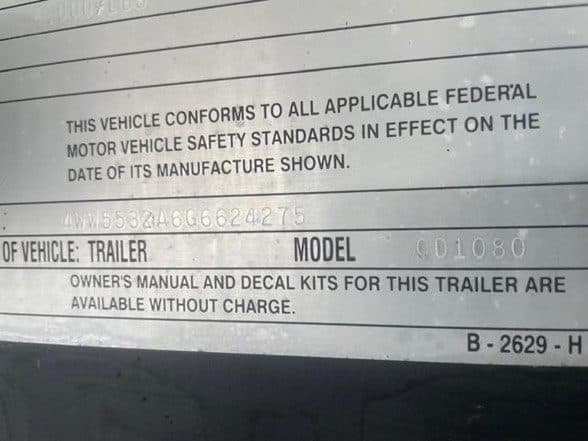 THIS VEHICLE CONFORMS TO ALL APPLICABLE FEDERAL
MOTOR VEHICLE SAFETY STANDARDS IN EFFECT ON THE
DATE OF ITS MANUFACTURE SHOWN.
OF VEHICLE: TRAILER MODEL
OWNER'S MANUAL AND DECAL KITS FOR THIS TRAILER ARE
AVAILABLE WITHOUT CHARGE.
B - 2629 - H